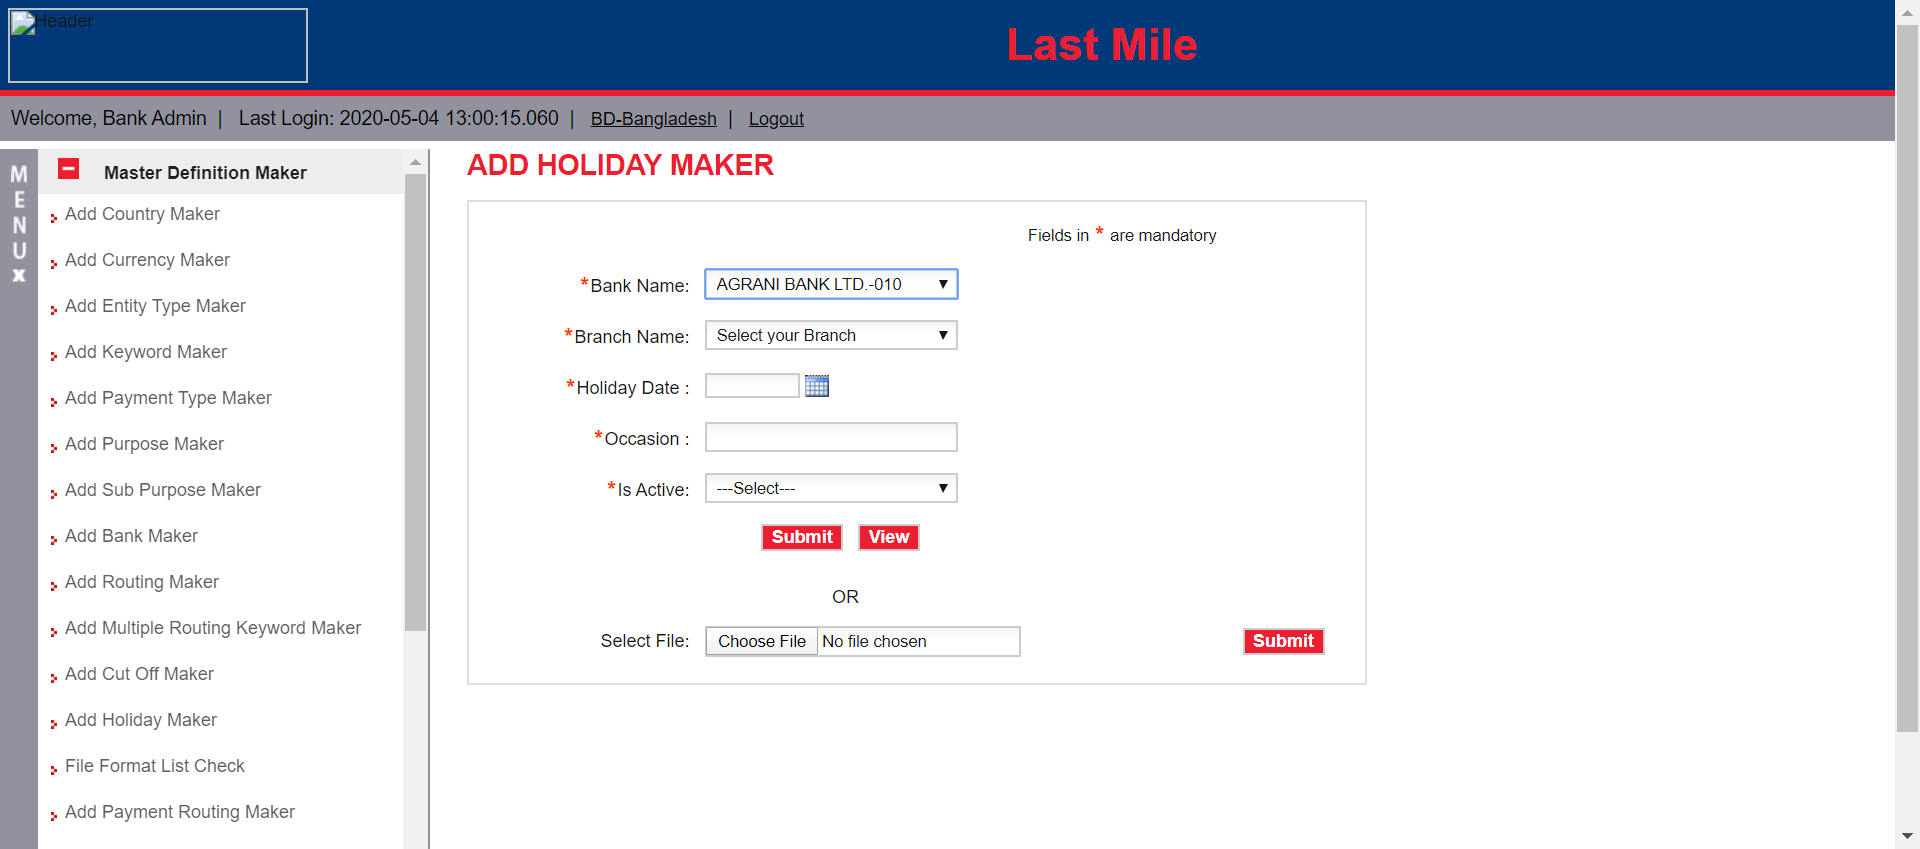 Header
Last Mile
Welcome, Bank Admin | Last Login: 2020-05-04 13:00:15.060 | BD-Bangladesh | Logout
MENU
x
Master Definition Maker
Add Country Maker
Add Currency Maker
Add Entity Type Maker
Add Keyword Maker
Add Payment Type Maker
Add Purpose Maker
Add Sub Purpose Maker
Add Bank Maker
Add Routing Maker
Add Multiple Routing Keyword Maker
Add Cut Off Maker
Add Holiday Maker
File Format List Check
Add Payment Routing Maker
ADD HOLIDAY MAKER
Fields in * are mandatory
*Bank Name: AGRANI BANK LTD.-010
*Branch Name: Select your Branch
*Holiday Date :
*Occasion :
*Is Active: ---Select---
Submit View
OR
Select File: Choose File No file chosen Submit